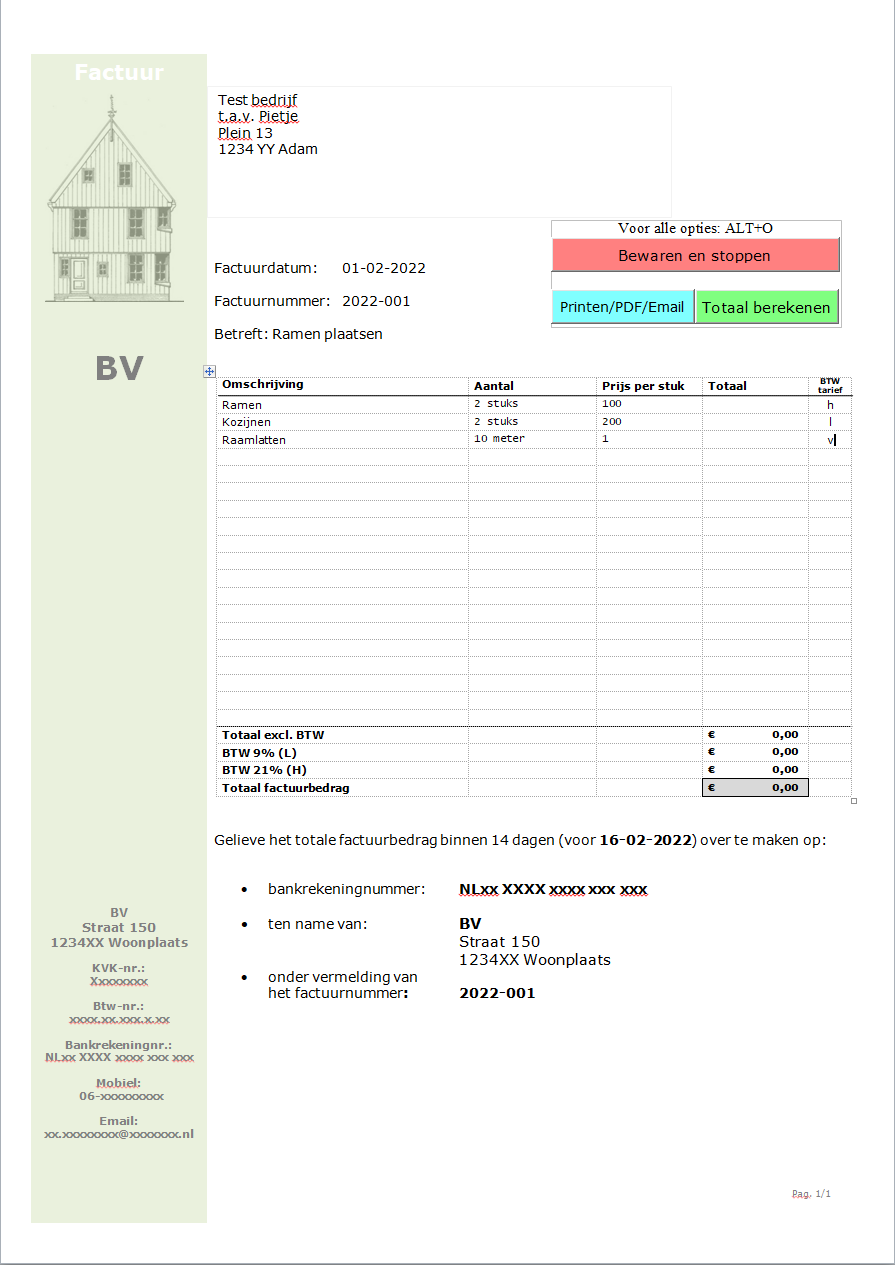 Factuur
Test bedrijf
t.a.v. Pietje
Plein 13
1234 YY Adam
Voor alle opties: ALT+O
Bewaren en stoppen
Printen/PDF/Email Totaal berekenen
Factuurdatum: 01-02-2022
Factuurnummer: 2022-001
Betreft: Ramen plaatsen
BV
Omschrijving Aantal Prijs per stuk Totaal BTW tarief
Ramen 2 stuks 100 h
Kozijnen 2 stuks 200 l
Raamlatten 10 meter 1 v
Totaal excl. BTW € 0,00
BTW 9% (L) € 0,00
BTW 21% (H) € 0,00
Totaal factuurbedrag € 0,00
Gelieve het totale factuurbedrag binnen 14 dagen (voor 16-02-2022) over te maken op:
• bankrekeningnummer: NLxx XXXX xxxx xxx xxx
• ten name van: BV
Straat 150
1234XX Woonplaats
• onder vermelding van
het factuurnummer: 2022-001
BV
Straat 150
1234XX Woonplaats
KVK-nr.:
Xxxxxxxx
Btw-nr.:
xxxx.xx.xxx.x.xx
Bankrekeningnr.:
NLxx XXXX xxxx xxx xxx
Mobiel:
06-xxxxxxxxx
Email:
xx.xxxxxxxx@xxxxxxx.nl
Pag. 1/1